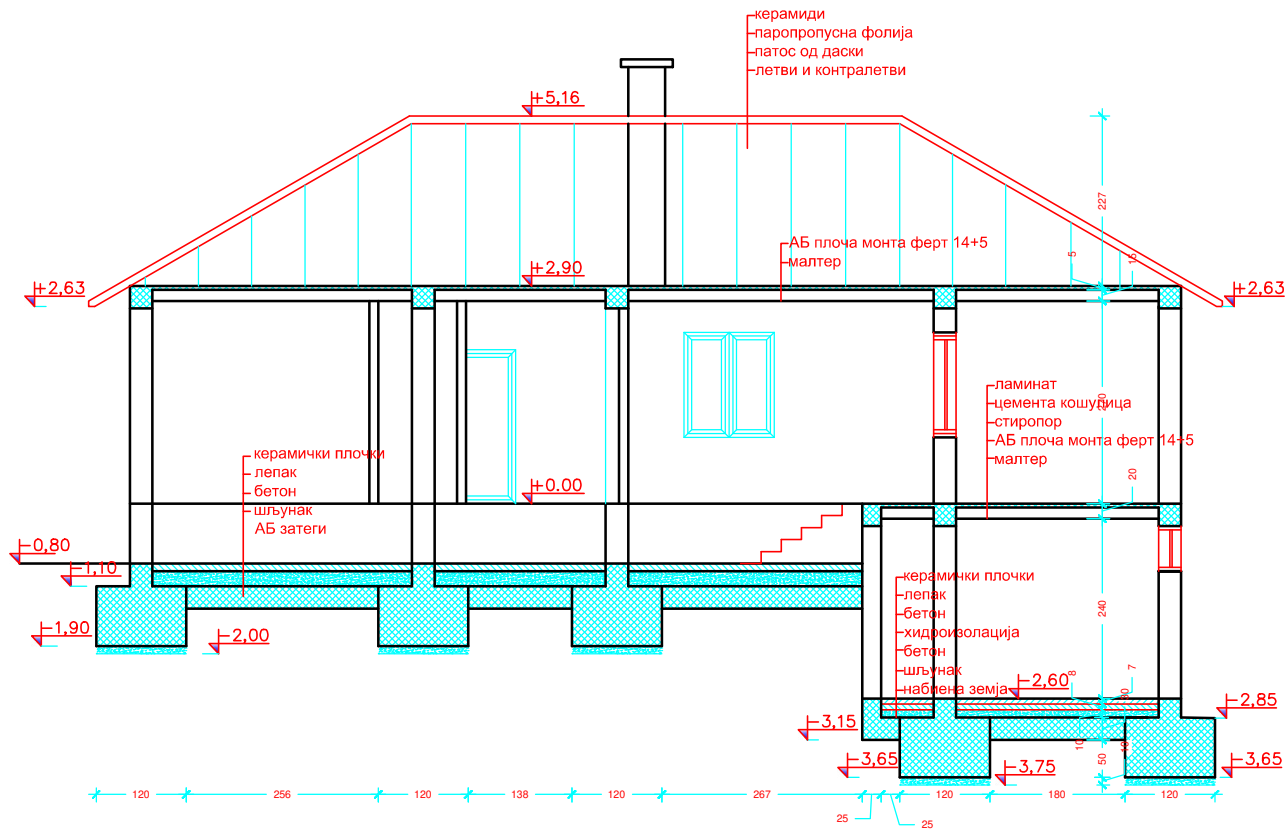 керамиди
паропропусна фолија
патос од даски
летви и контралетви
+5,16
227
АБ плоча монта ферт 14+5
малтер
5
15
+2,63
+2,90
+2,63
ламинат
цемента кошулица
стиропор
АБ плоча монта ферт 14+5
малтер
керамички плочки
лепак
бетон
шљунак
АБ затеги
+0.00
20
-0,80
-1,10
керамички плочки
лепак
бетон
хидроизолација
бетон
шљунак
набиена земја
240
-1,90
-2,00
8
7
-2,60
-2,85
-3,15
10
50
-3,65
-3,75
-3,65
120
256
120
138
120
267
120
180
120
25
25